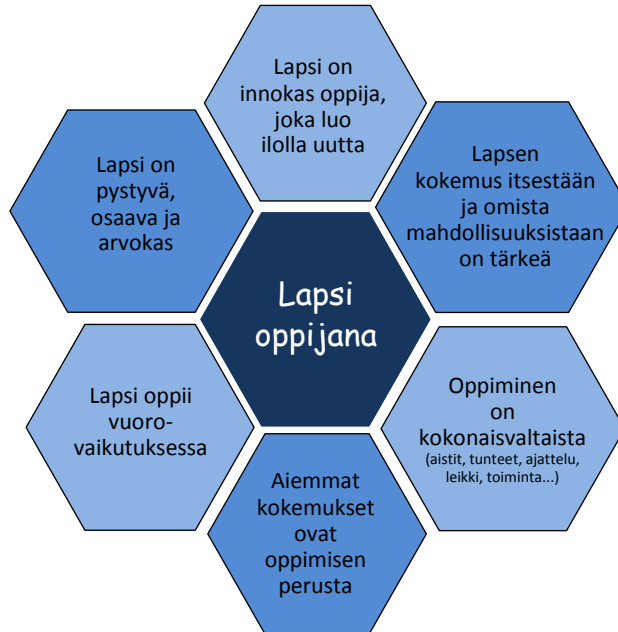 Lapsi on
innokas oppija,
joka luo
ilolla uutta
Lapsi on
pystyvä,
osaava ja
arvokas
Lapsen
kokemus itsestään
ja omista
mahdollisuuksistaan
on tärkeä
Lapsi
oppijana
Lapsi oppii
vuoro-
vaikutuksessa
Oppiminen
on
kokonaisvaltaista
(aistit, tunteet, ajattelu,
leikki, toiminta...)
Aiemmat
kokemukset
ovat
oppimisen
perusta